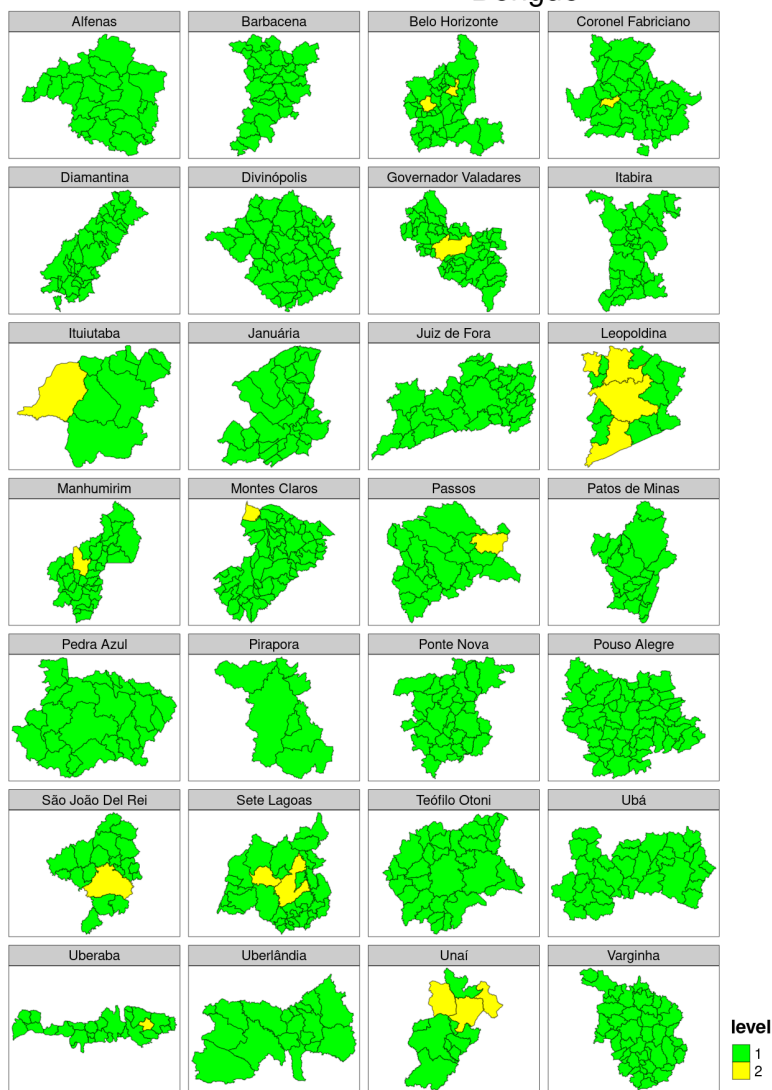 Dengue
Alfenas
Barbacena
Belo Horizonte
Coronel Fabriciano
Diamantina
Divinópolis
Governador Valadares
Itabira
Ituiutaba
Januária
Juiz de Fora
Leopoldina
Manhumirim
Montes Claros
Passos
Patos de Minas
Pedra Azul
Pirapora
Ponte Nova
Pouso Alegre
São João Del Rei
Sete Lagoas
Teófilo Otoni
Ubá
Uberaba
Uberlândia
Unaí
Varginha
level
1
2